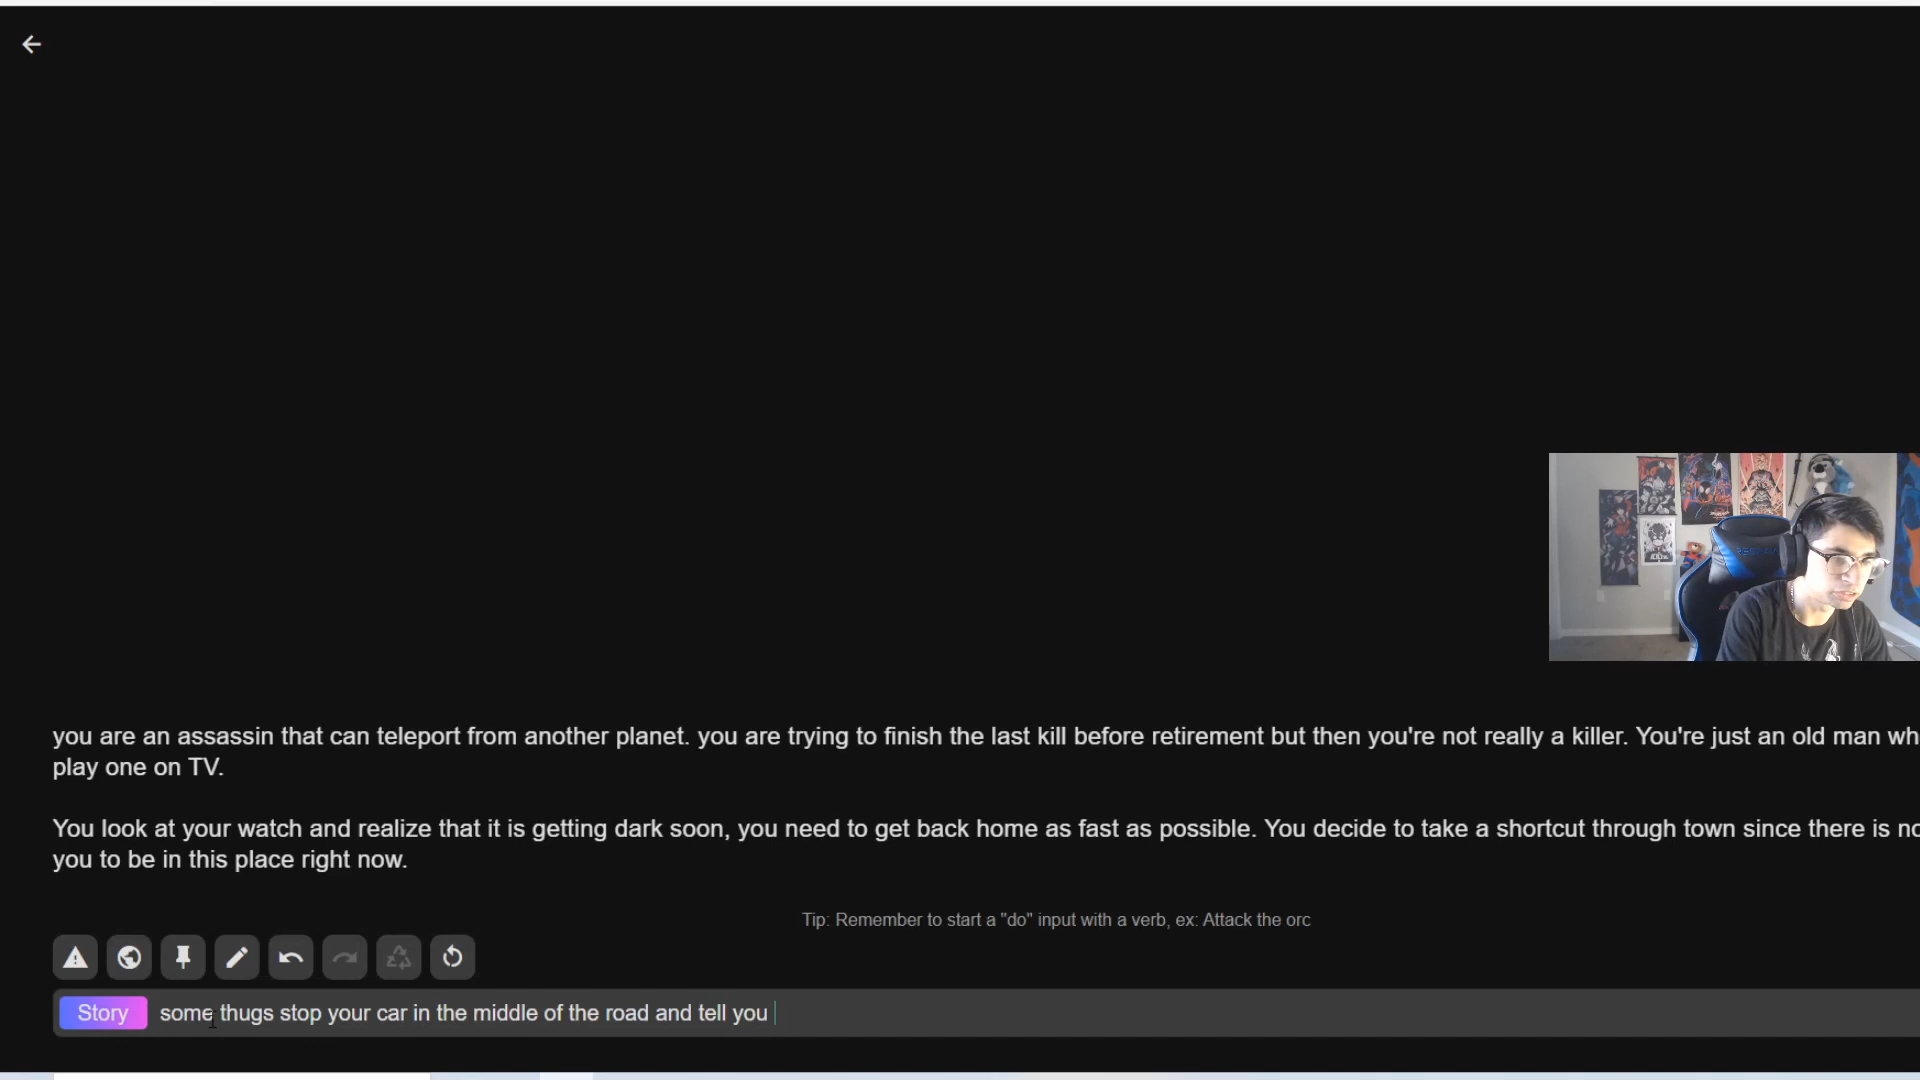 you are an assassin that can teleport from another planet. you are trying to finish the last kill before retirement but then you're not really a killer. You're just an old man wh
play one on TV.
You look at your watch and realize that it is getting dark soon, you need to get back home as fast as possible. You decide to take a shortcut through town since there is no
you to be in this place right now.
Tip: Remember to start a "do" input with a verb, ex: Attack the orc
Story some thugs stop your car in the middle of the road and tell you